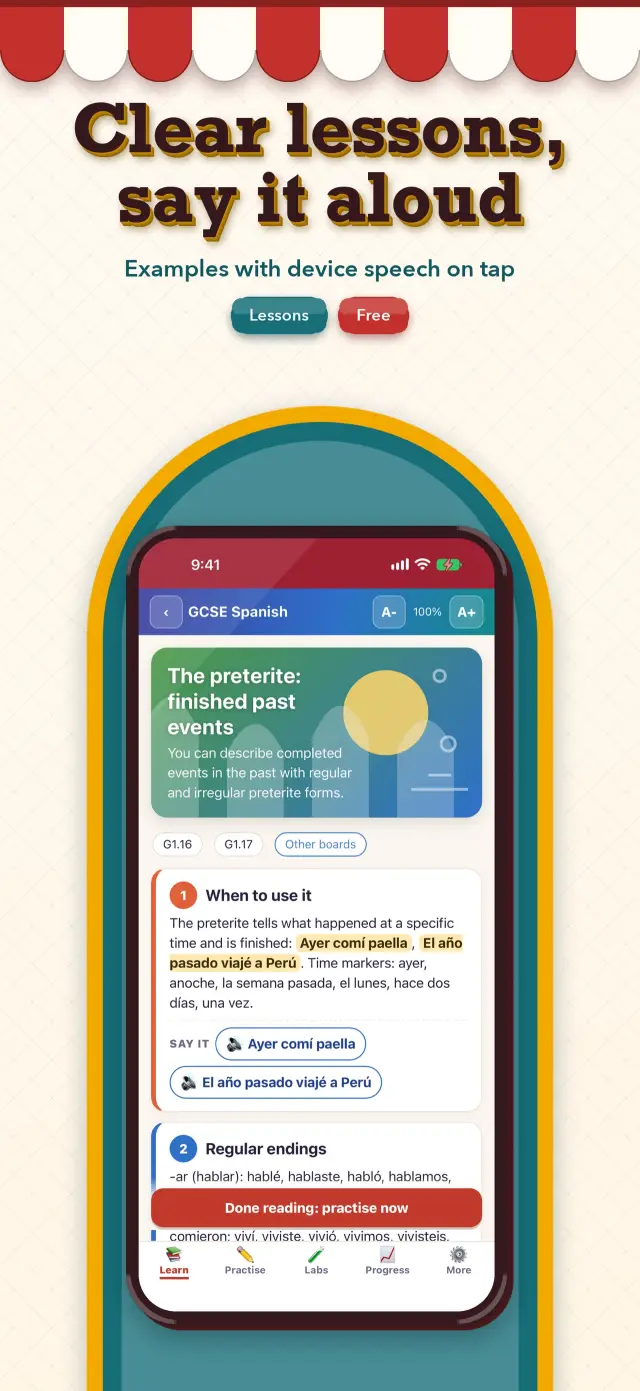 Clear lessons,
say it aloud
Examples with device speech on tap
Lessons
Free
9:41
‹ GCSE Spanish
A-
100%
A+
The preterite:
finished past
events
You can describe completed
events in the past with regular
and irregular preterite forms.
G1.16
G1.17
Other boards
1 When to use it
The preterite tells what happened at a specific
time and is finished: Ayer comí paella , El año
pasado viajé a Perú . Time markers: ayer,
anoche, la semana pasada, el lunes, hace dos
días, una vez.
SAY IT
Ayer comí paella
El año pasado viajé a Perú
2 Regular endings
-ar (hablar): hablé, hablaste, habló, hablamos,
Done reading: practise now
comieron; viví, viviste, vivió, vivimos, vivisteis,
Learn
Practise
Labs
Progress
More